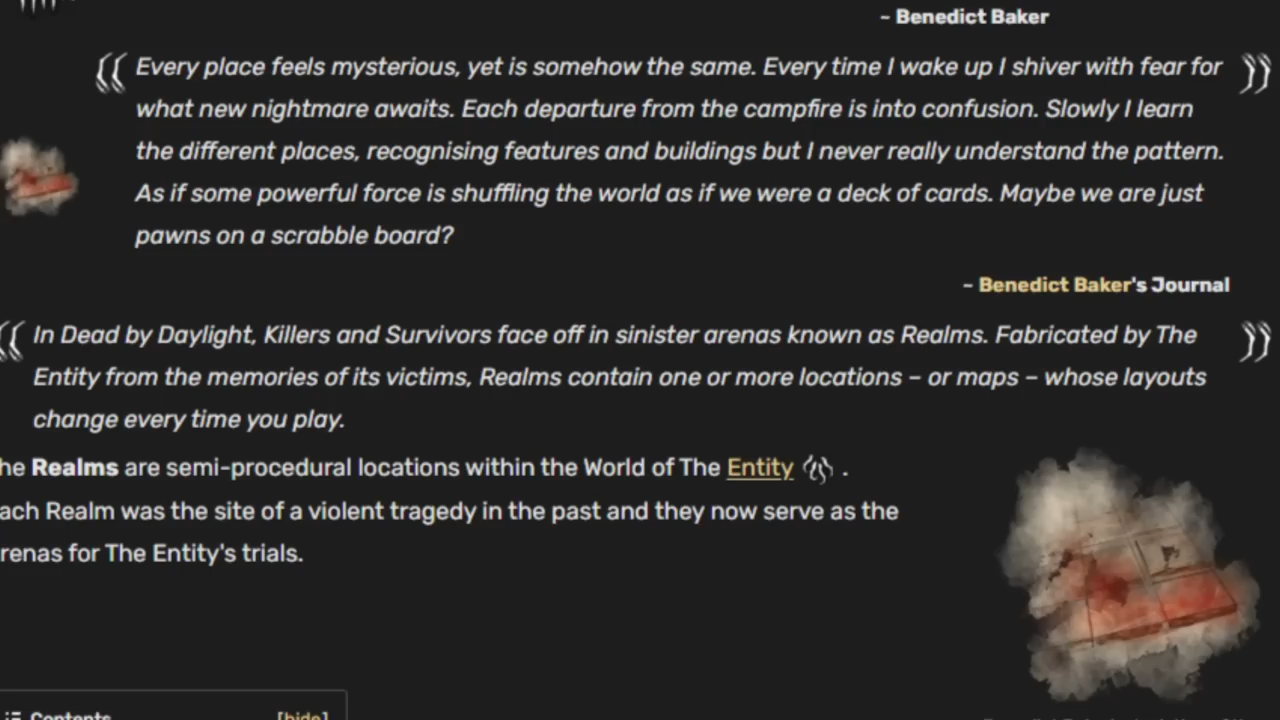 ~ Benedict Baker
Every place feels mysterious, yet is somehow the same. Every time I wake up I shiver with fear for
what new nightmare awaits. Each departure from the campfire is into confusion. Slowly I learn
the different places, recognising features and buildings but I never really understand the pattern.
As if some powerful force is shuffling the world as if we were a deck of cards. Maybe we are just
pawns on a scrabble board?
~ Benedict Baker's Journal
In Dead by Daylight, Killers and Survivors face off in sinister arenas known as Realms. Fabricated by The
Entity from the memories of its victims, Realms contain one or more locations – or maps – whose layouts
change every time you play.
he Realms are semi-procedural locations within the World of The Entity .
ach Realm was the site of a violent tragedy in the past and they now serve as the
renas for The Entity's trials.
Contents [hide]